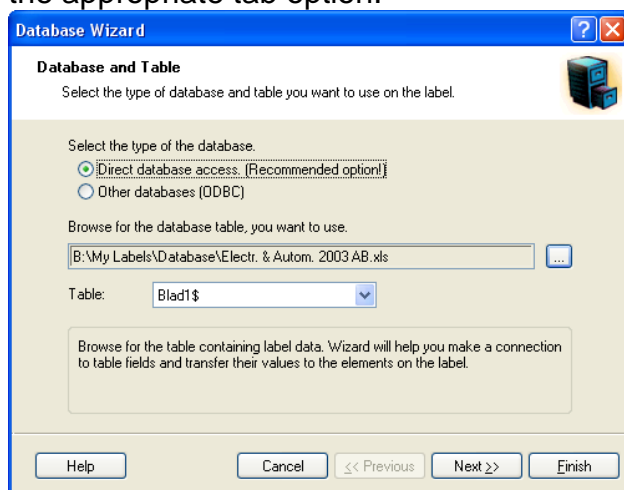 the appropriate tab option.
Database Wizard
Database and Table
Select the type of database and table you want to use on the label.
Select the type of the database.
Direct database access. (Recommended option!)
Other databases (ODBC)
Browse for the database table, you want to use.
B:\My Labels\Database\Electr. & Autom. 2003 AB.xls
...
Table: Blad1$
Browse for the table containing label data. Wizard will help you make a connection
to table fields and transfer their values to the elements on the label.
Help Cancel << Previous Next >> Finish